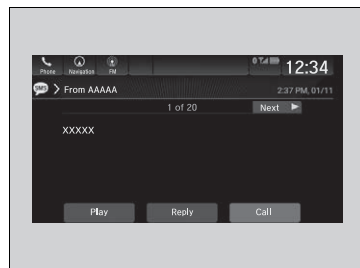 Phone Navigation FM 12:34
SMS From AAAAA 2:37 PM, 01/11
1 of 20 Next
XXXXX
Play Reply Call